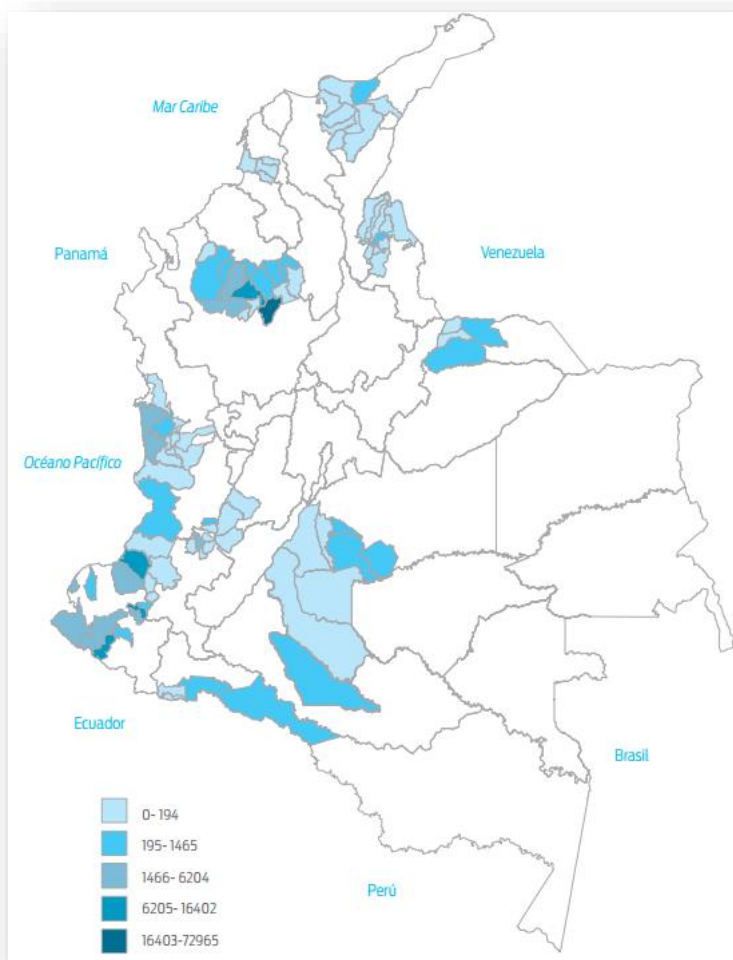 Mar Caribe
Panamá
Venezuela
Océano Pacífico
Ecuador
Brasil
Perú
0- 194
195- 1465
1466- 6204
6205- 16402
16403-72965